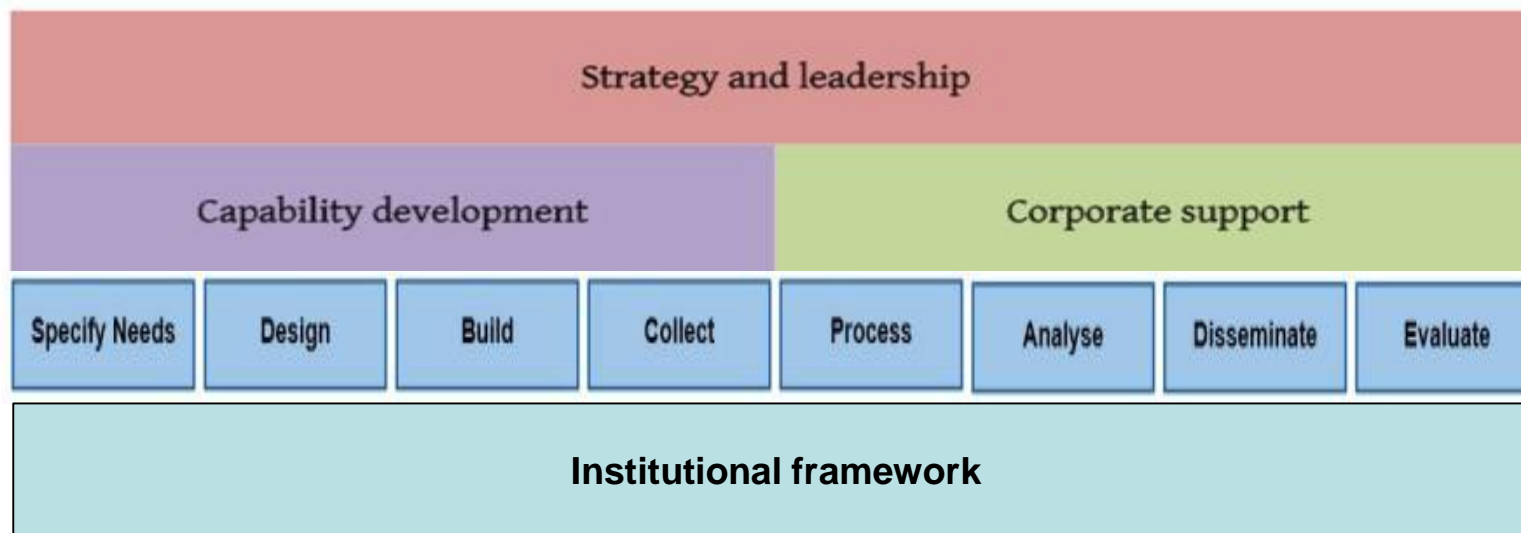 Strategy and leadership
Capability development
Corporate support
Specify Needs
Design
Build
Collect
Process
Analyse
Disseminate
Evaluate
Institutional framework